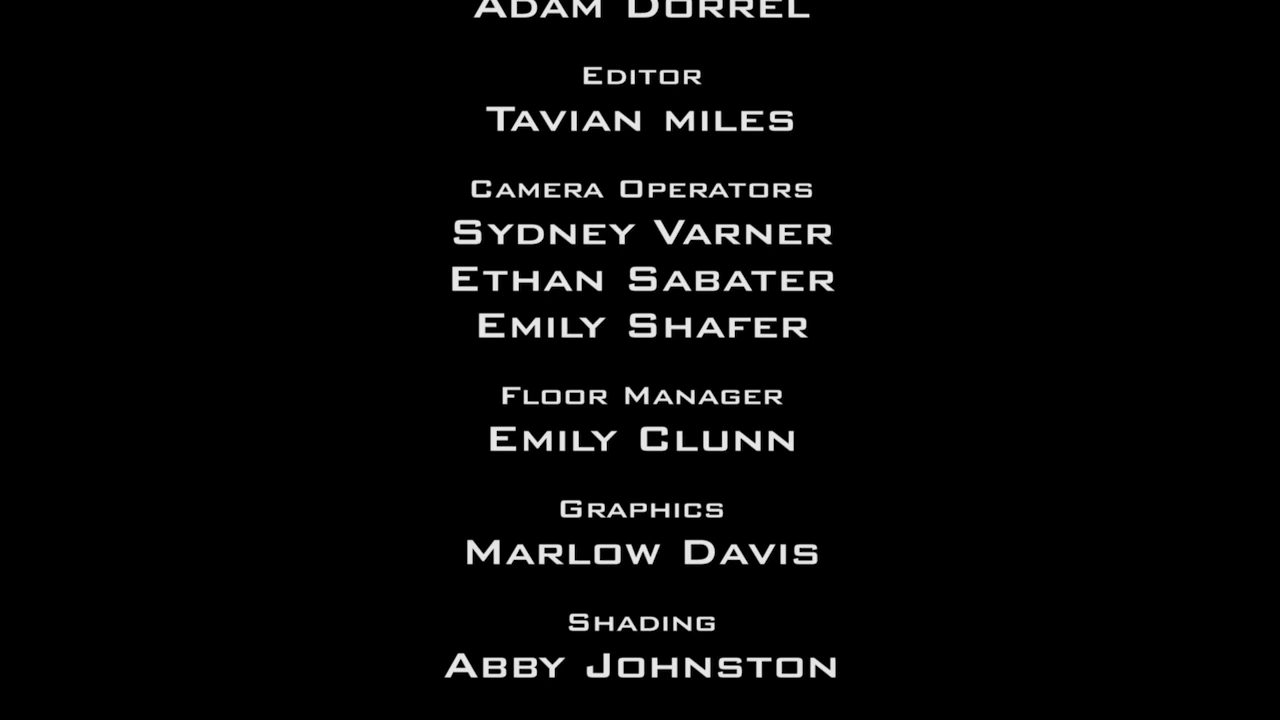 Adam Dorrel
Editor
Tavian miles
Camera Operators
Sydney Varner
Ethan Sabater
Emily Shafer
Floor Manager
Emily Clunn
Graphics
Marlow Davis
Shading
Abby Johnston